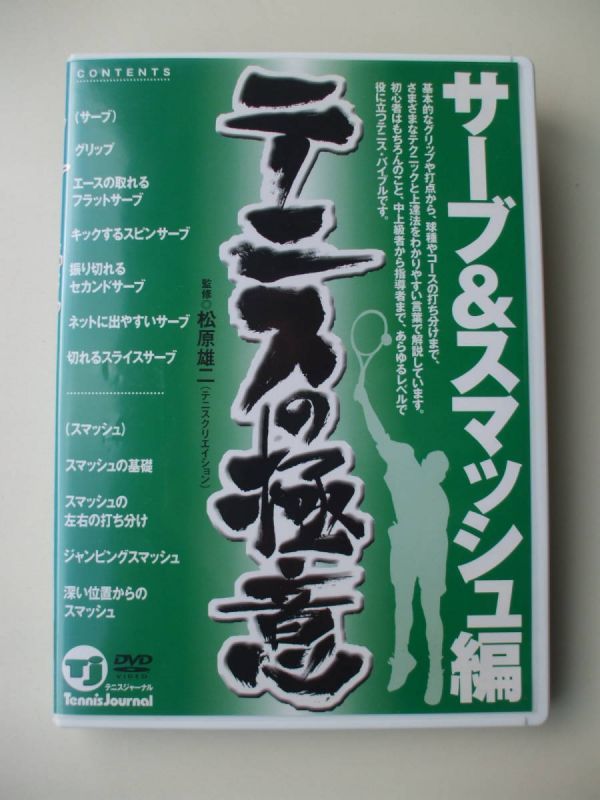 サーブ&スマッシュ編
基本的なグリップや打点から、球種やコースの打ち分けまで、
さまざまなテクニックと上達法をわかりやすい言葉で解説しています。
初心者はもちろんのこと、中上級者から指導者まで、あらゆるレベルで
役に立つテニス・バイブルです。
テニスの極意
監修◎松原雄二(テニスクリエイション)
CONTENTS
(サーブ)
グリップ
エースの取れる
フラットサーブ
キックするスピンサーブ
振り切れる
セカンドサーブ
ネットに出やすいサーブ
切れるスライスサーブ
(スマッシュ)
スマッシュの基礎
スマッシュの
左右の打ち分け
ジャンピングスマッシュ
深い位置からの
スマッシュ
Tj
テニスジャーナル
Tennis Journal
DVD
VIDEO